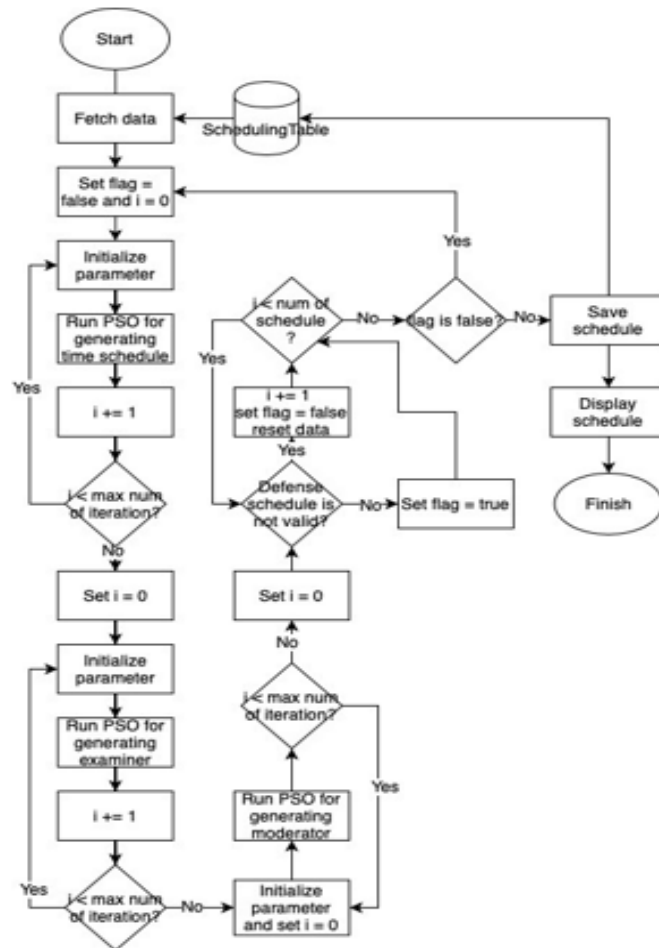 Start
Fetch data
SchedulingTable
Set flag =
false and i = 0
Yes
Initialize
parameter
i < num of
schedule
?
No
flag is false?
No
Save
schedule
Run PSO for
generating
time schedule
Yes
Yes
i += 1
i += 1
set flag = false
reset data
Display
schedule
Yes
i < max num
of iteration?
Defense
schedule is
not valid?
No
Set flag = true
Finish
No
Set i = 0
Set i = 0
No
Initialize
parameter
i < max num
of iteration?
Run PSO for
generating
examiner
Yes
Run PSO for
generating
moderator
i += 1
Yes
i < max num
of iteration?
No
Initialize
parameter
and set i = 0